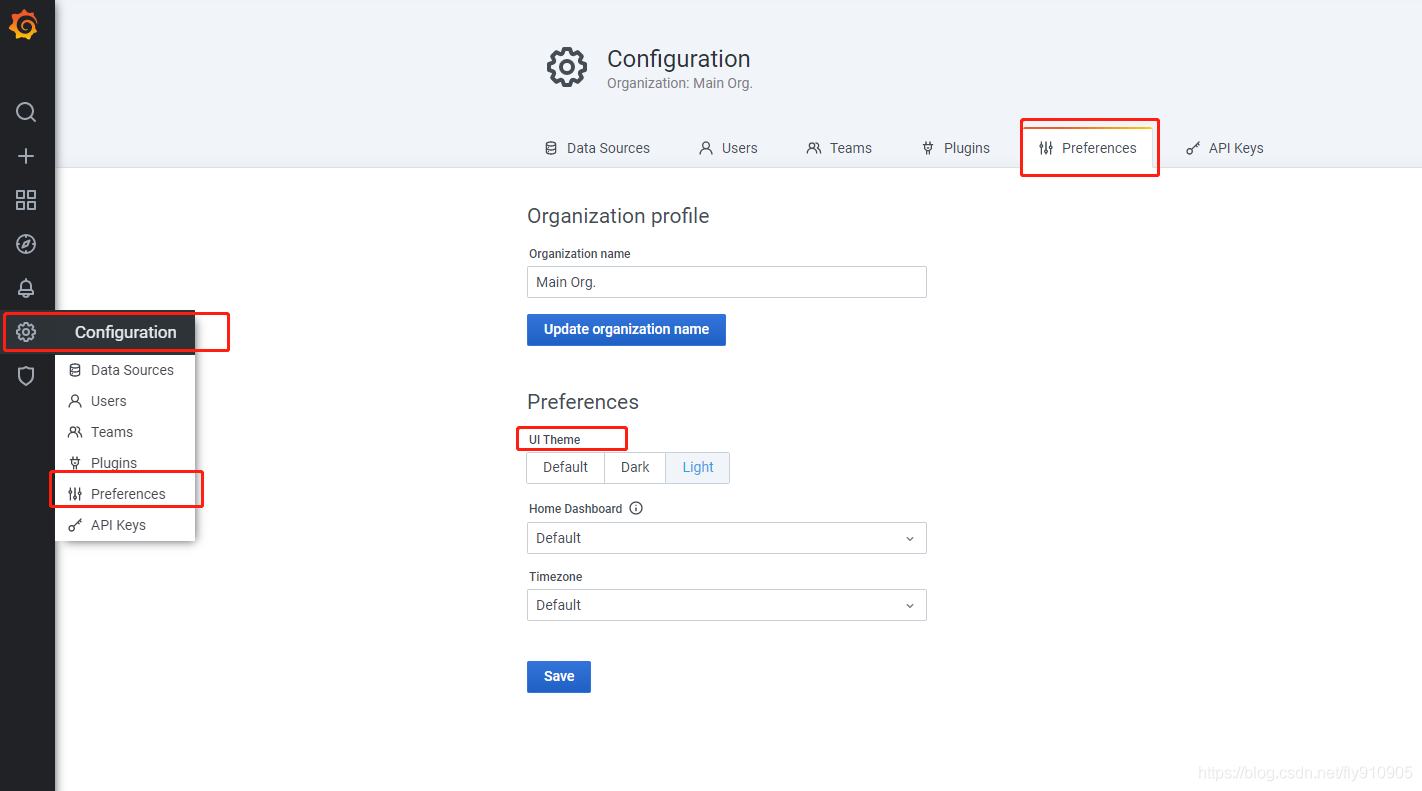 Configuration
Organization: Main Org.
Data Sources
Users
Teams
Plugins
Preferences
API Keys
Configuration
Data Sources
Users
Teams
Plugins
Preferences
API Keys
Organization profile
Organization name
Main Org.
Update organization name
Preferences
UI Theme
Default
Dark
Light
Home Dashboard
Default
Timezone
Default
Save
https://blog.csdn.net/fly910905